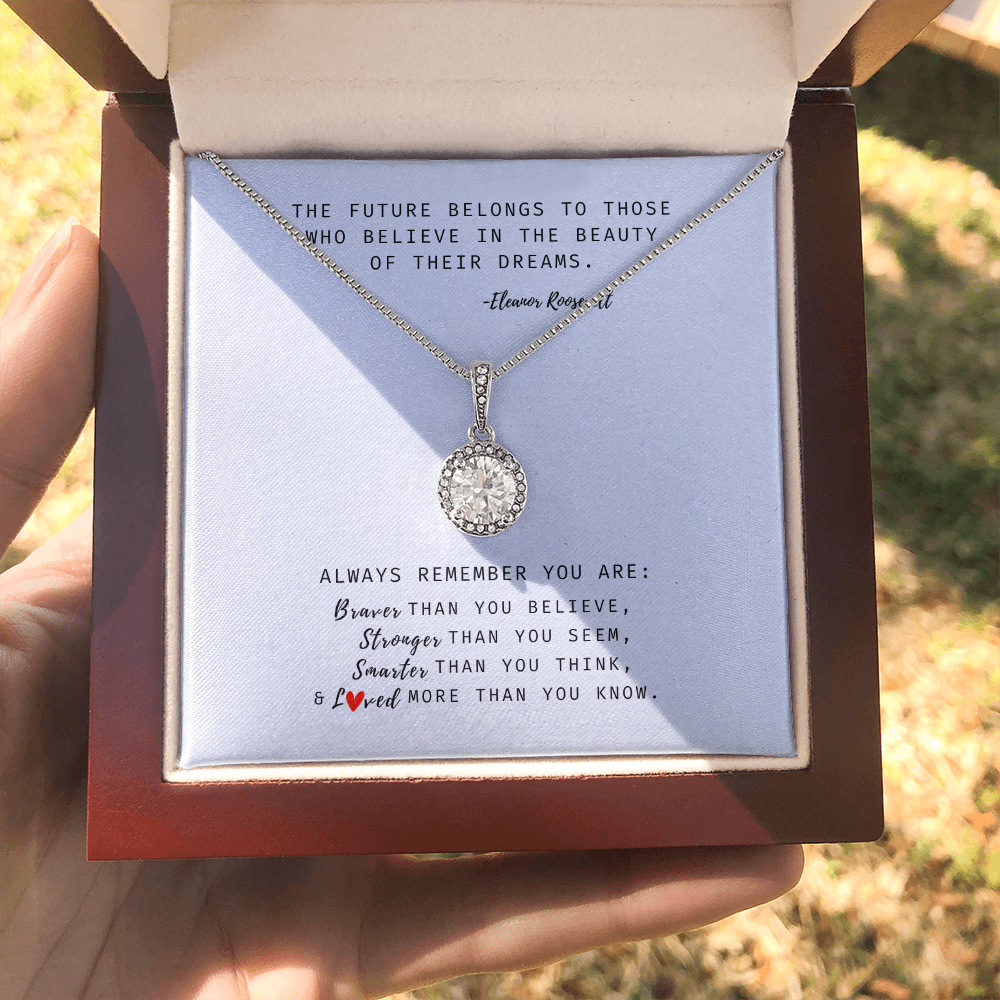 THE FUTURE BELONGS TO THOSE
WHO BELIEVE IN THE BEAUTY
OF THEIR DREAMS.
-Eleanor Roosevelt
ALWAYS REMEMBER YOU ARE:
Braver THAN YOU BELIEVE,
Stronger THAN YOU SEEM,
Smarter THAN YOU THINK,
& L❤ved MORE THAN YOU KNOW.